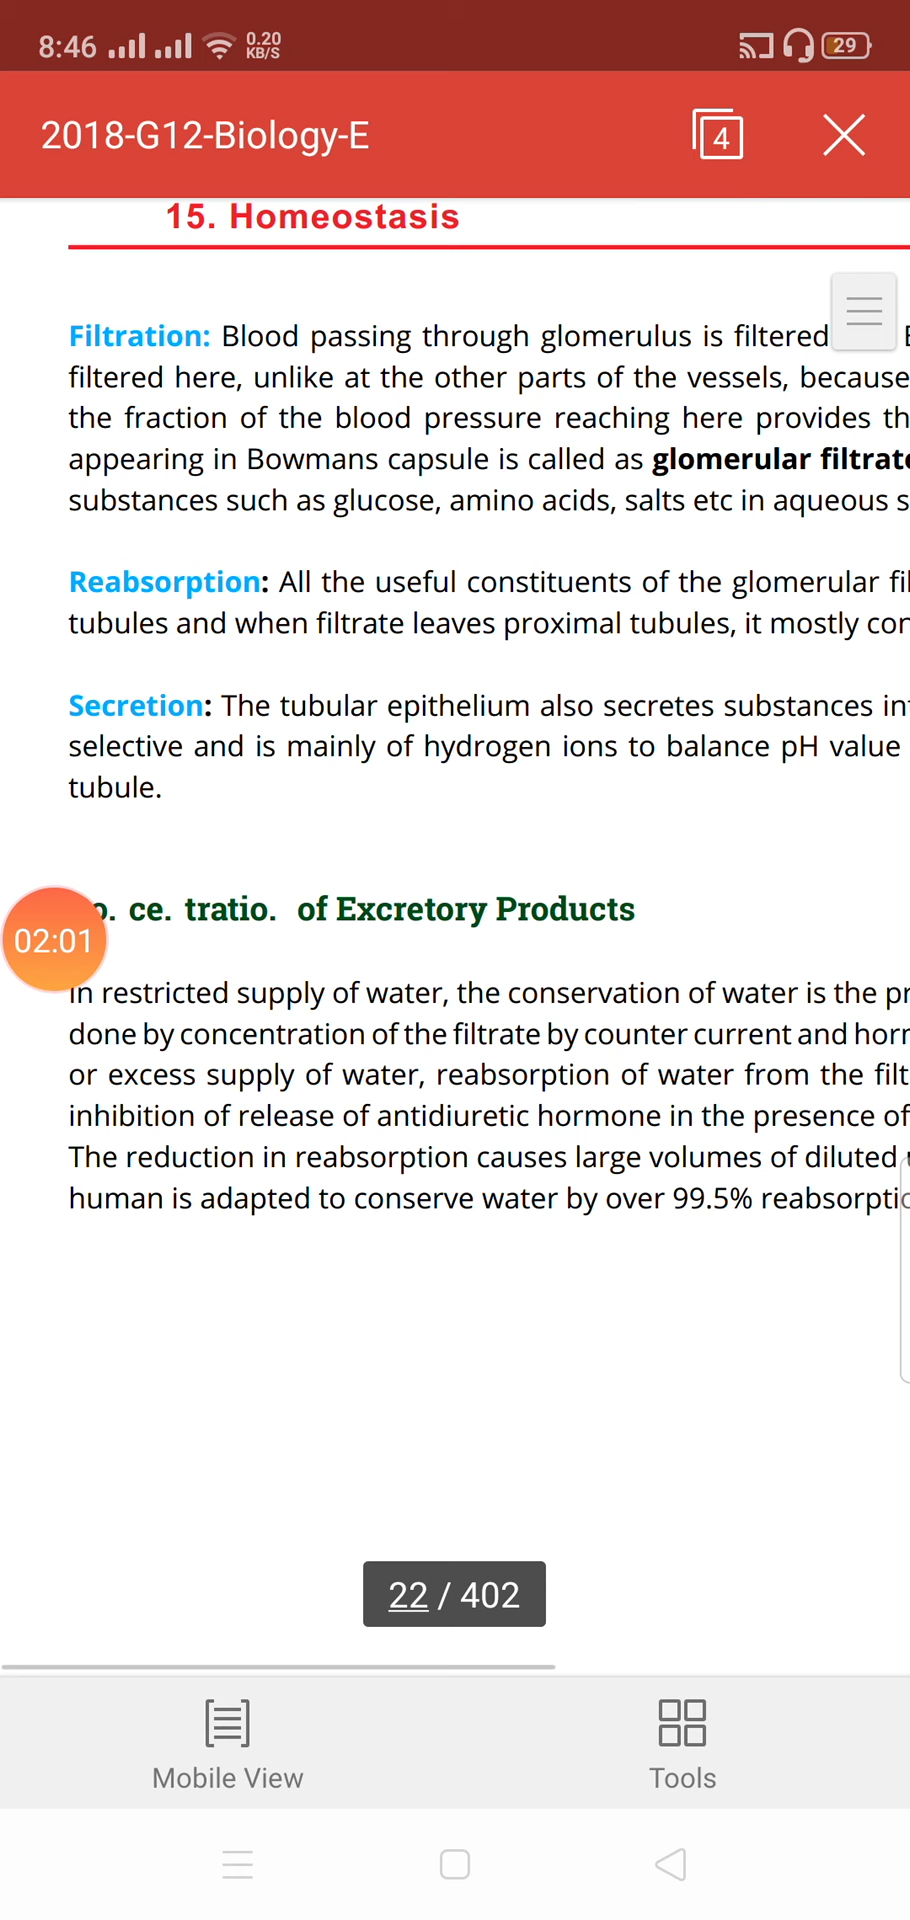 8:46 0.20 KB/S 29
2018-G12-Biology-E 4
15. Homeostasis
Filtration: Blood passing through glomerulus is filtered
filtered here, unlike at the other parts of the vessels, because
the fraction of the blood pressure reaching here provides th
appearing in Bowmans capsule is called as glomerular filtrate
substances such as glucose, amino acids, salts etc in aqueous s
Reabsorption: All the useful constituents of the glomerular fil
tubules and when filtrate leaves proximal tubules, it mostly con
Secretion: The tubular epithelium also secretes substances int
selective and is mainly of hydrogen ions to balance pH value
tubule.
o. ce. tratio. of Excretory Products
02:01
In restricted supply of water, the conservation of water is the pr
done by concentration of the filtrate by counter current and horr
or excess supply of water, reabsorption of water from the filt
inhibition of release of antidiuretic hormone in the presence of
The reduction in reabsorption causes large volumes of diluted
human is adapted to conserve water by over 99.5% reabsorptio
22 / 402
Mobile View Tools